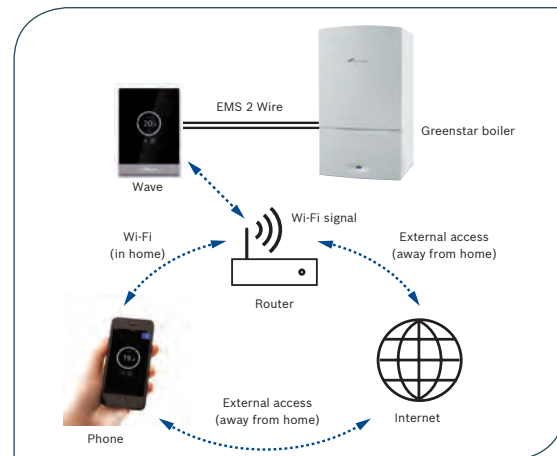 EMS 2 Wire
Greenstar boiler
Wave
Wi-Fi signal
Wi-Fi
(in home)
External access
(away from home)
Router
External access
(away from home)
Internet
Phone